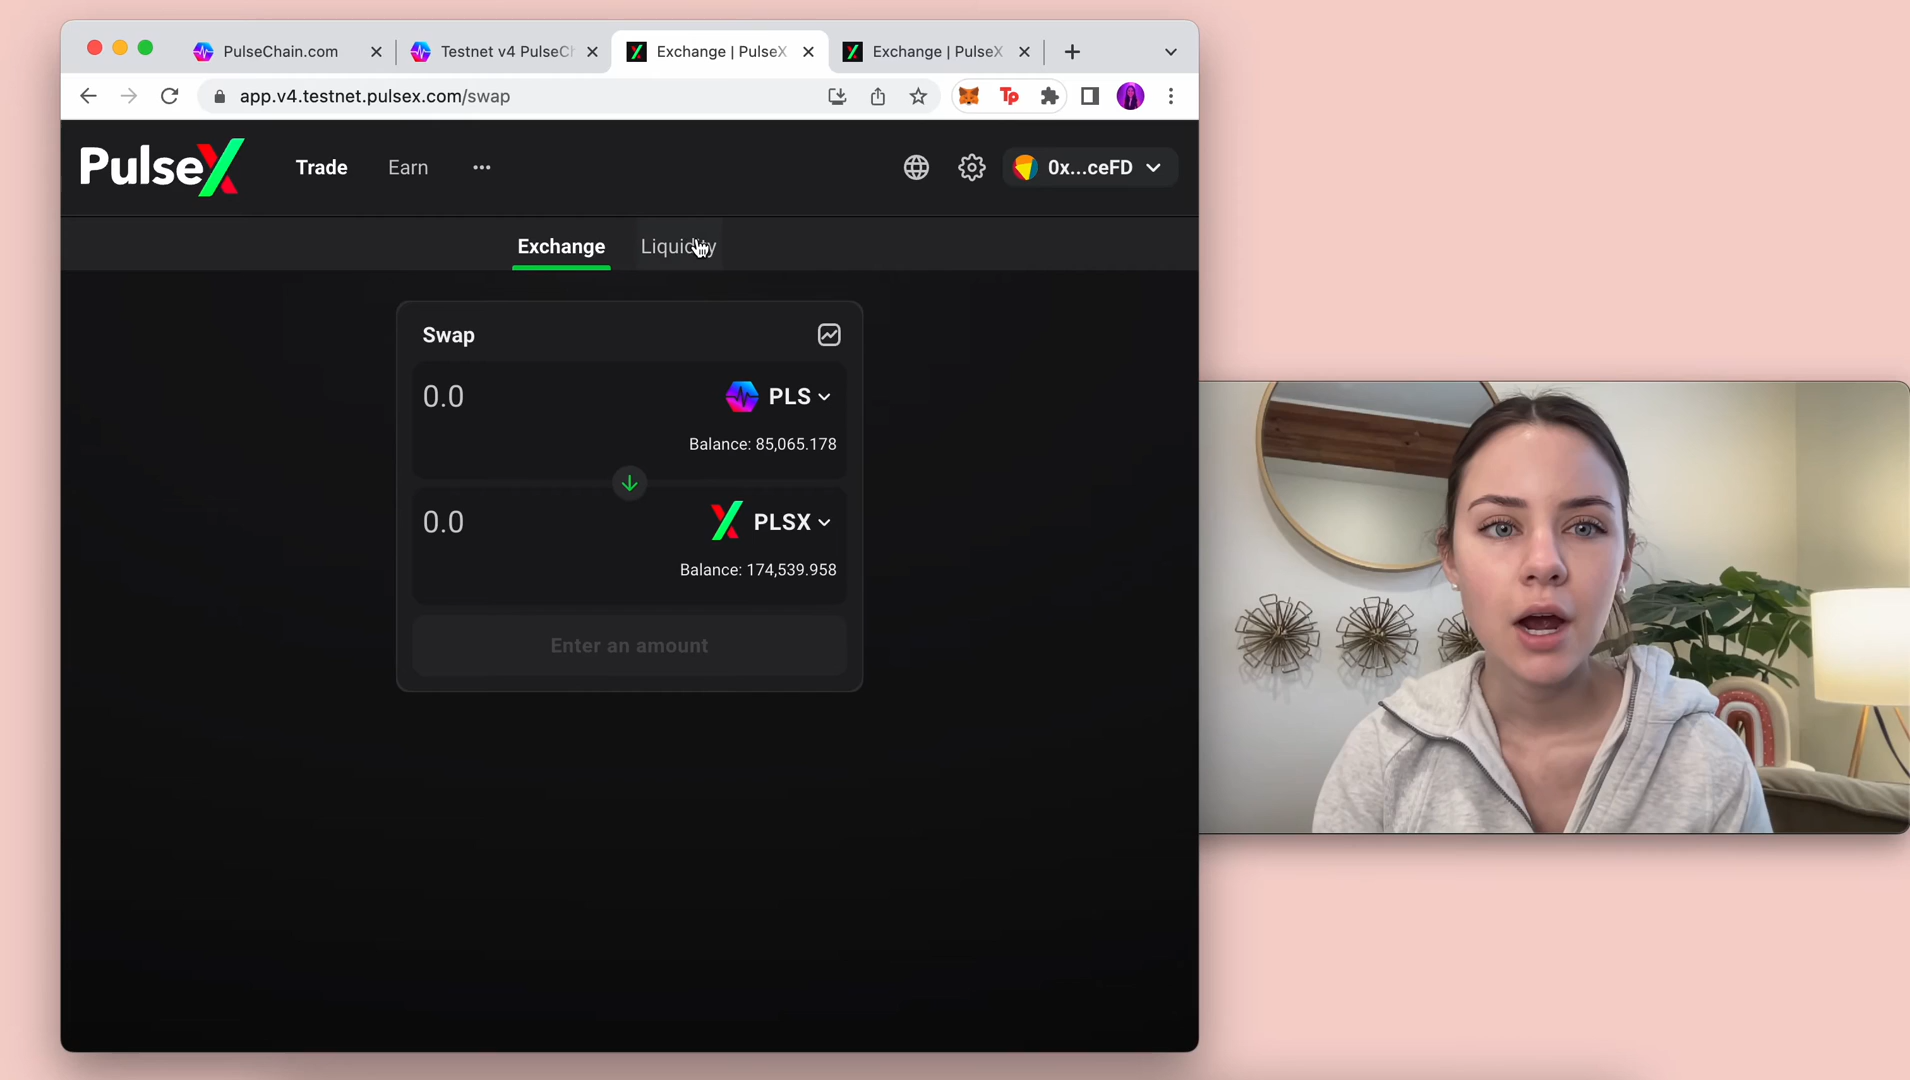 PulseChain.com
Testnet v4 PulseCh
Exchange | PulseX
Exchange | PulseX
app.v4.testnet.pulsex.com/swap
Tp
PulseX
Trade
Earn
0x...ceFD
Exchange
Liquidity
Swap
0.0
PLS
Balance: 85,065.178
0.0
PLSX
Balance: 174,539.958
Enter an amount